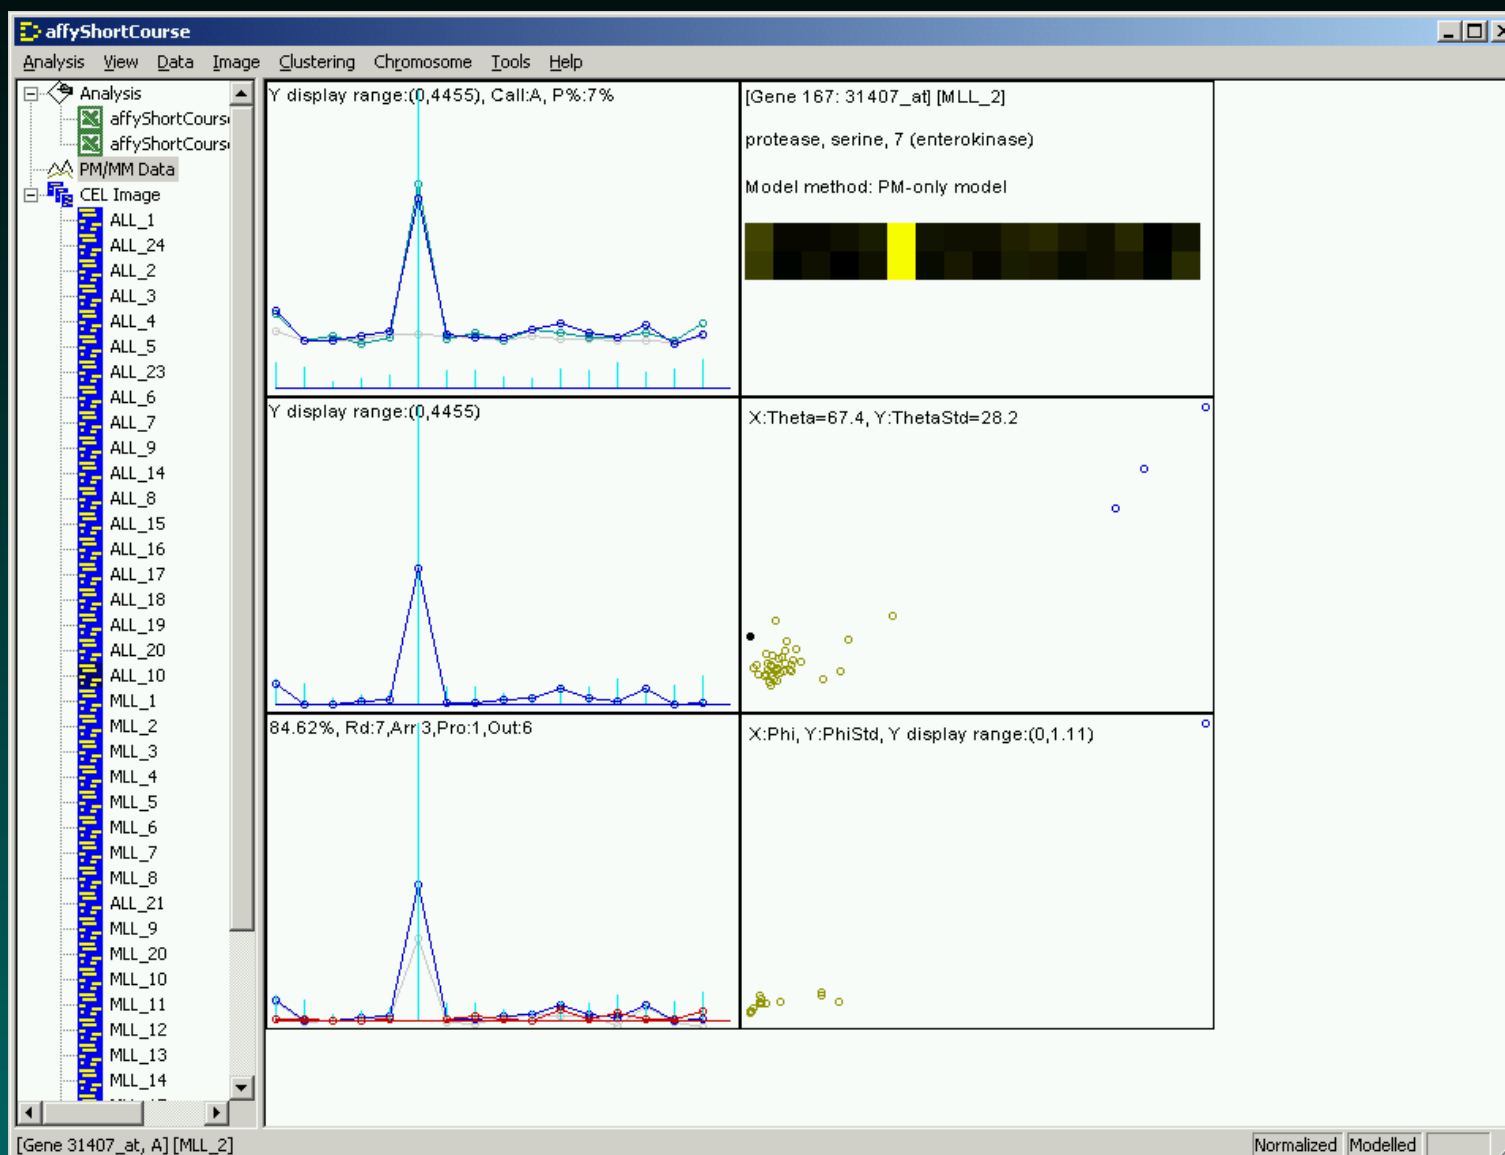 affyShortCourse
Analysis View Data Image Clustering Chromosome Tools Help
Analysis
affyShortCours
affyShortCours
PM/MM Data
CEL Image
ALL_1
ALL_24
ALL_2
ALL_3
ALL_4
ALL_5
ALL_23
ALL_6
ALL_7
ALL_9
ALL_14
ALL_8
ALL_15
ALL_16
ALL_17
ALL_18
ALL_19
ALL_20
ALL_10
MLL_1
MLL_2
MLL_3
MLL_4
MLL_5
MLL_6
MLL_7
MLL_8
ALL_21
MLL_9
MLL_20
MLL_10
MLL_11
MLL_12
MLL_13
MLL_14
Y display range:(0,4455), Call:A, P%:7%
[Gene 167: 31407_at] [MLL_2]
protease, serine, 7 (enterokinase)
Model method: PM-only model
Y display range:(0,4455)
X:Theta=67.4, Y:ThetaStd=28.2
84.62%, Rd:7,Arr:3,Pro:1,Out:6
X:Phi, Y:PhiStd, Y display range:(0,1.11)
[Gene 31407_at, A] [MLL_2]
Normalized Modelled